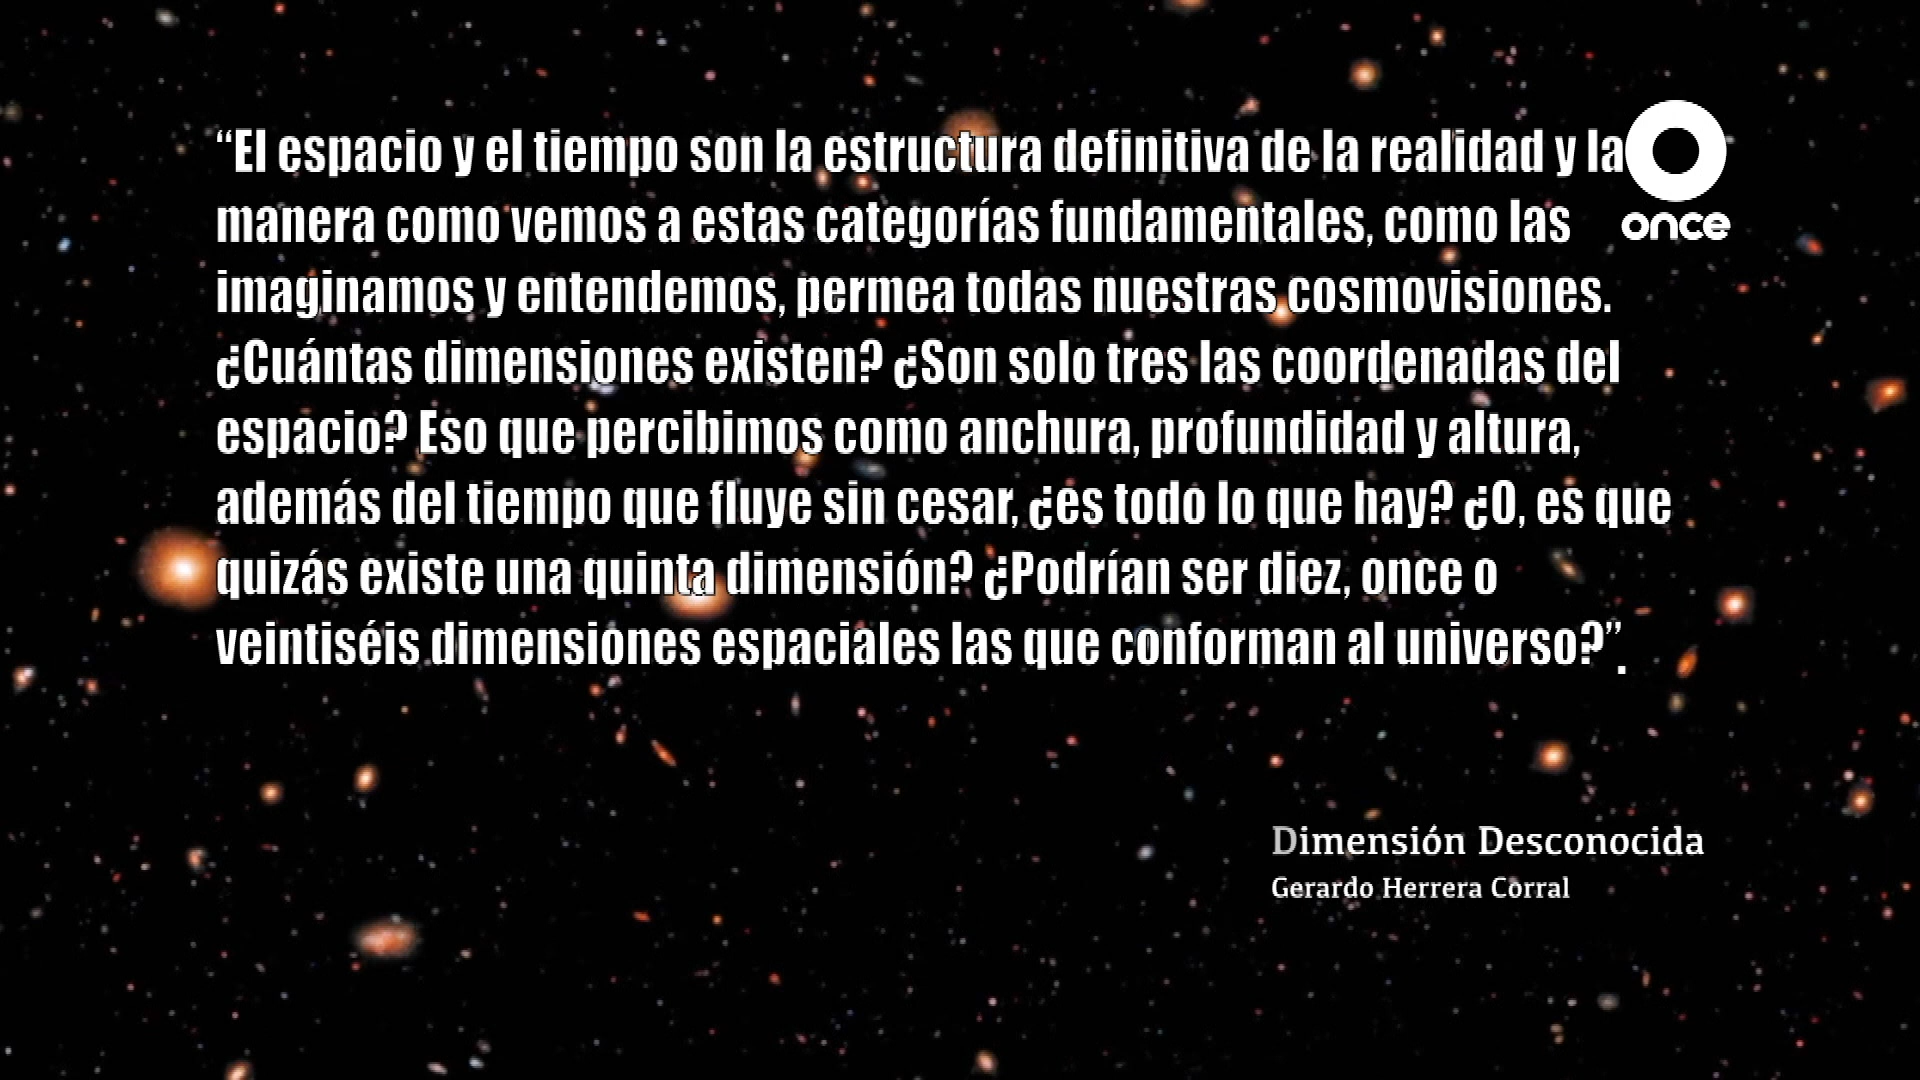 “El espacio y el tiempo son la estructura definitiva de la realidad y la
manera como vemos a estas categorías fundamentales, como las
imaginamos y entendemos, permea todas nuestras cosmovisiones.
¿Cuántas dimensiones existen? ¿Son solo tres las coordenadas del
espacio? Eso que percibimos como anchura, profundidad y altura,
además del tiempo que fluye sin cesar, ¿es todo lo que hay? ¿O, es que
quizás existe una quinta dimensión? ¿Podrían ser diez, once o
veintiséis dimensiones espaciales las que conforman al universo?”.
once
Dimensión Desconocida
Gerardo Herrera Corral